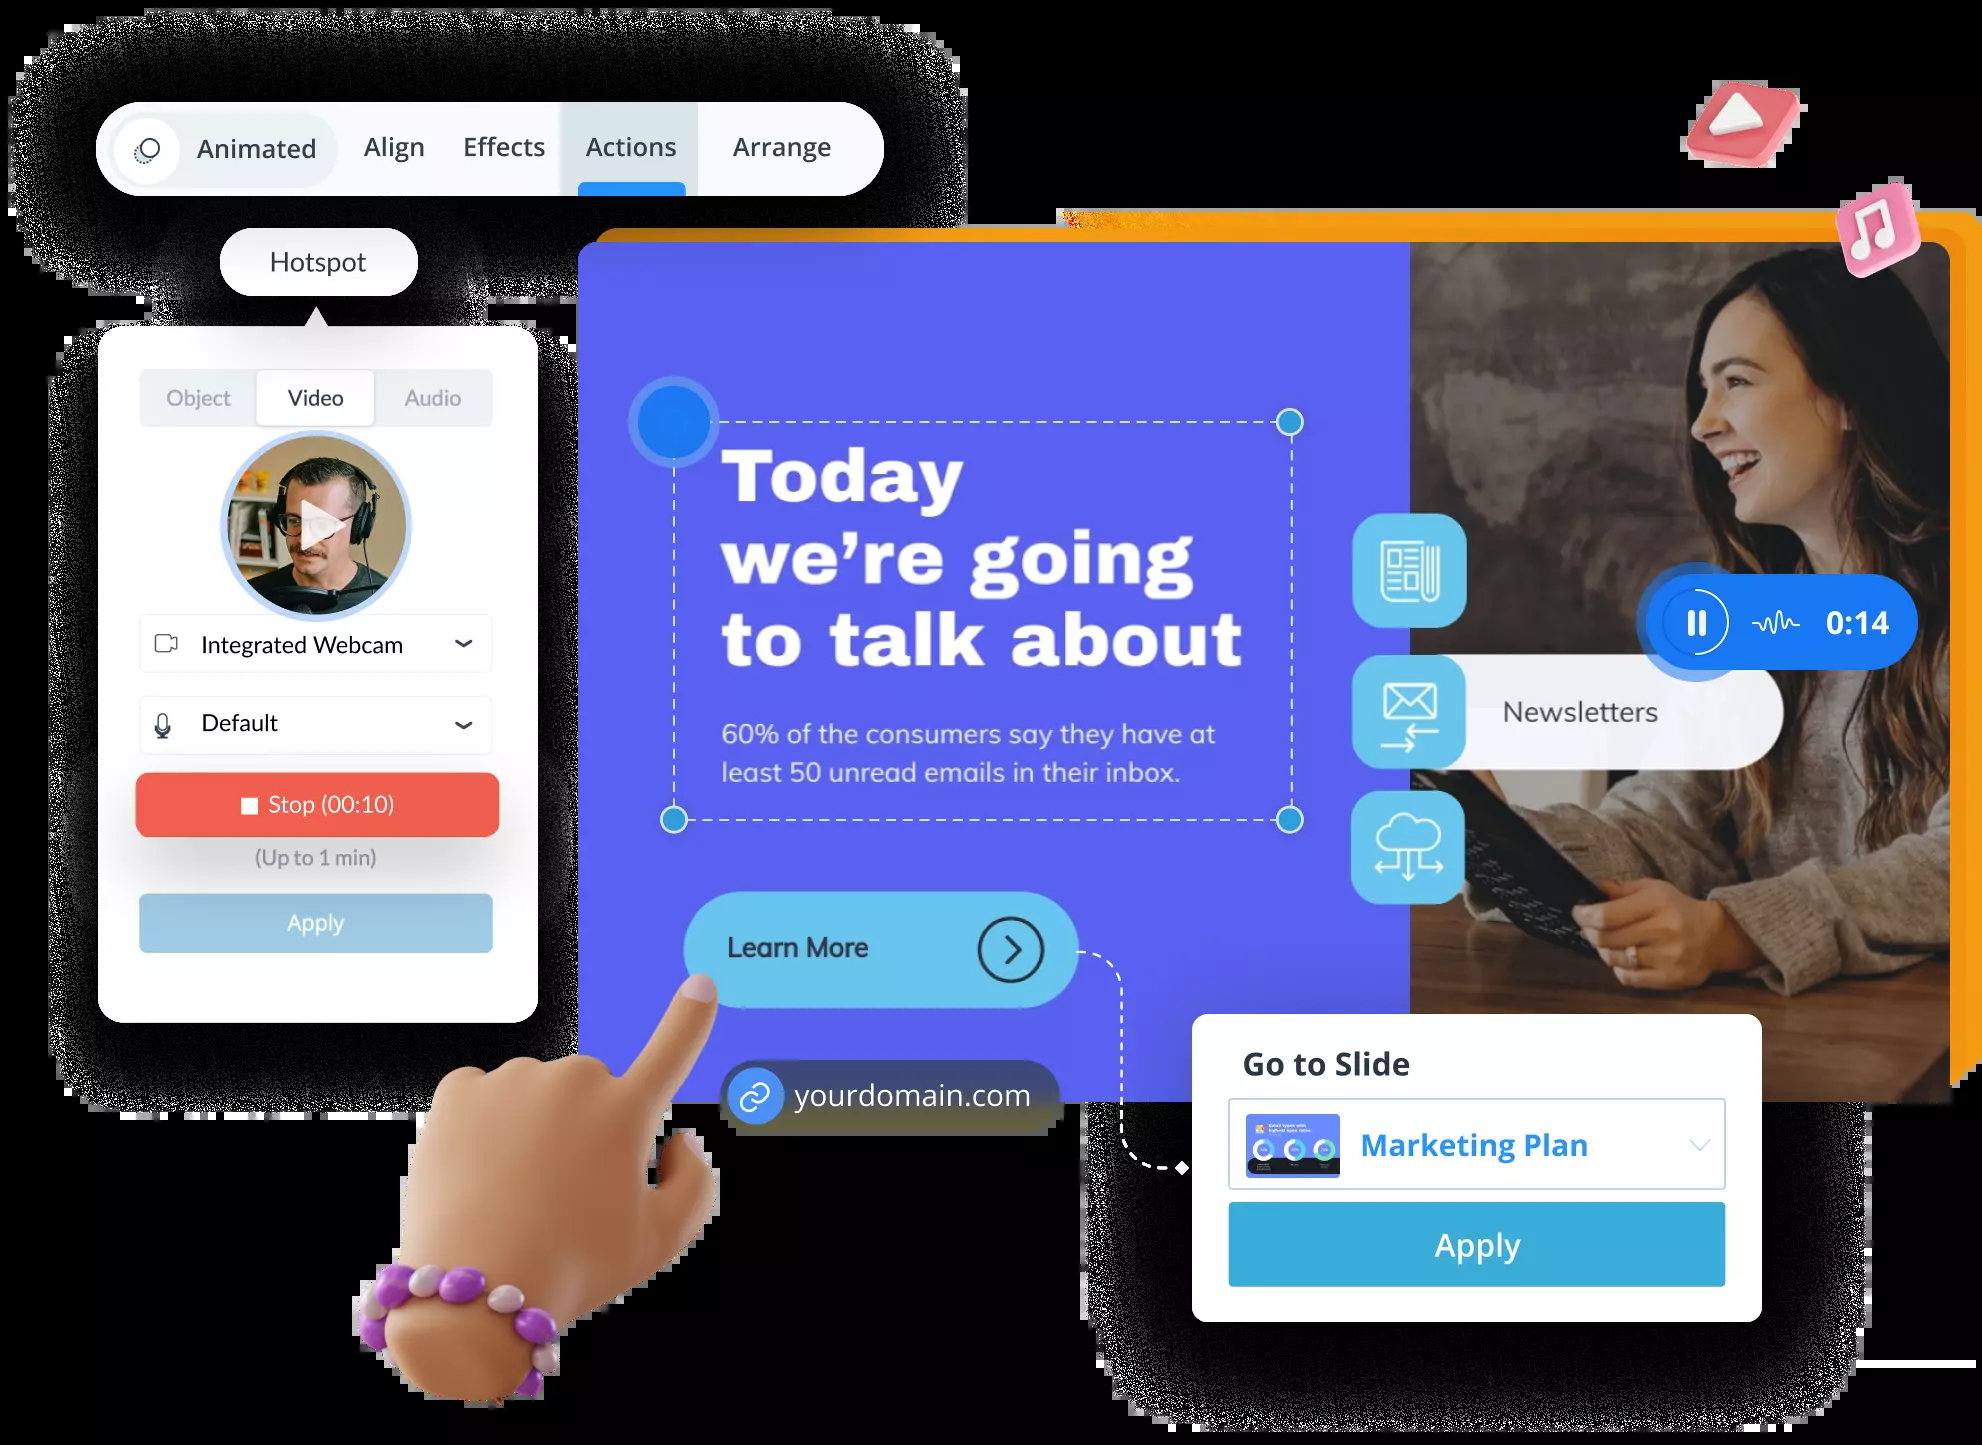 Animated Align Effects Actions Arrange
Hotspot
Object Video Audio
Integrated Webcam
Default
Stop (00:10)
(Up to 1 min)
Apply
Today
we’re going
to talk about
60% of the consumers say they have at
least 50 unread emails in their inbox.
Learn More
yourdomain.com
0:14
Newsletters
Go to Slide
Marketing Plan
Apply